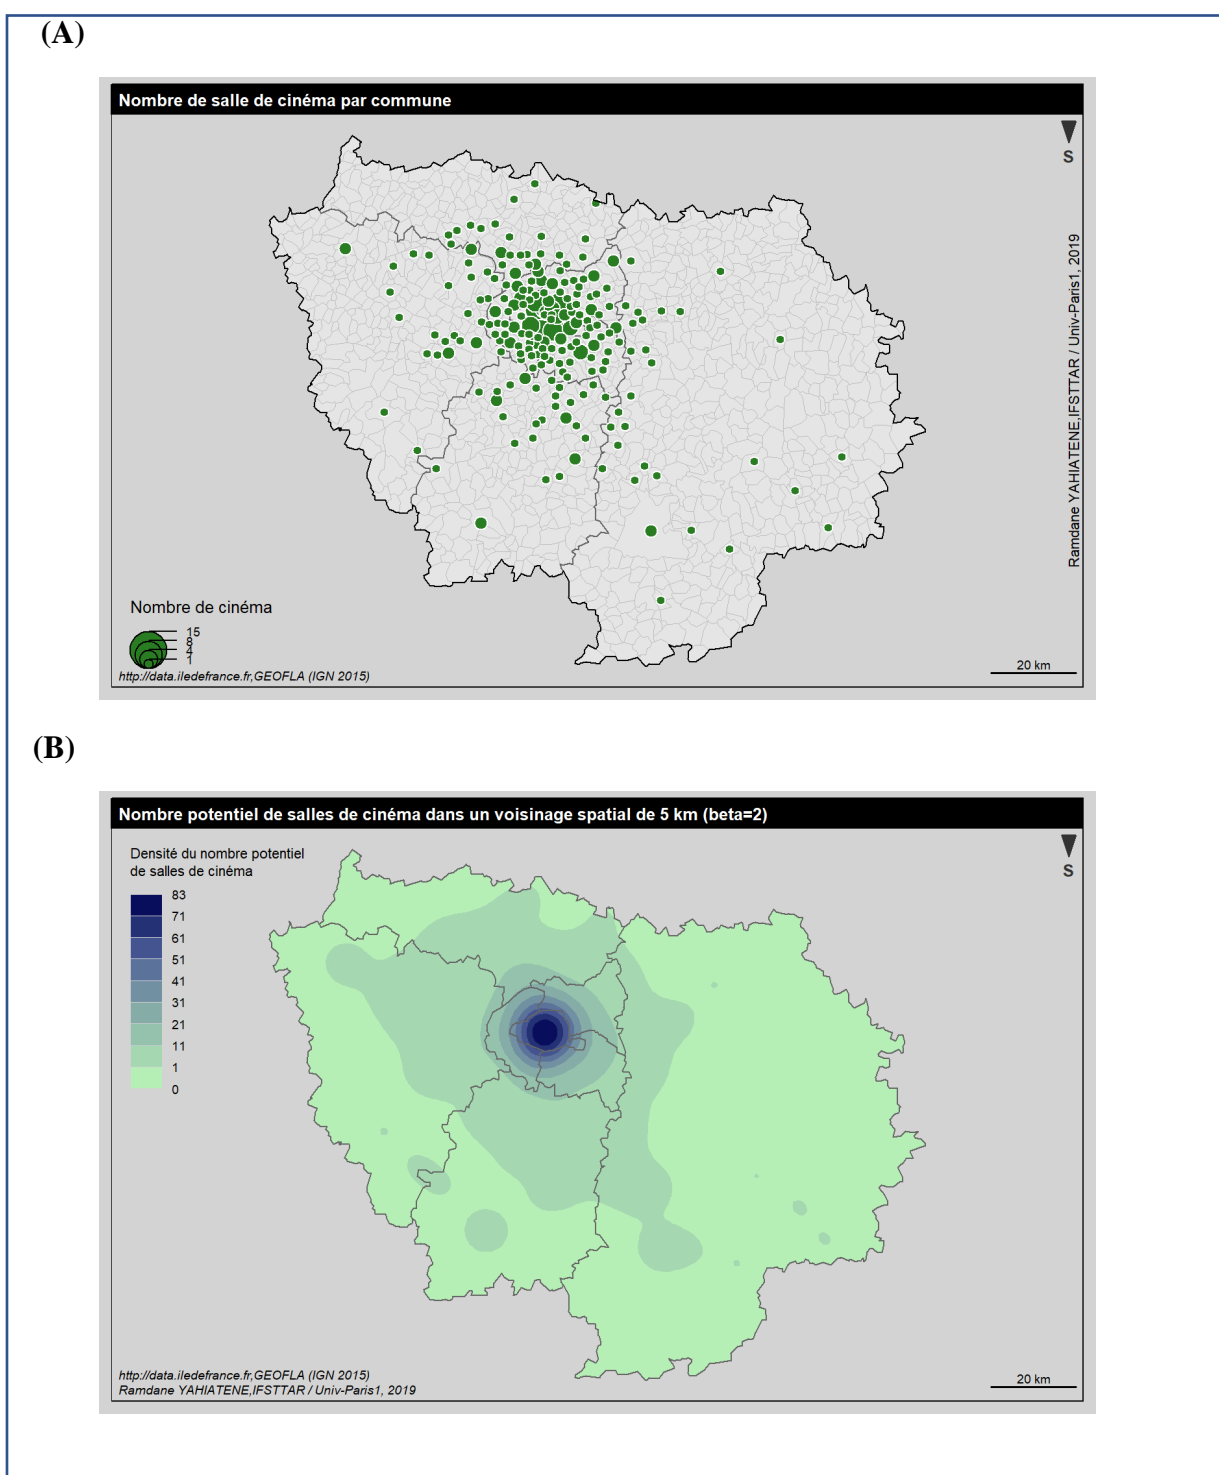 (A)
Nombre de salle de cinéma par commune
S
Ramdane YAHIATENE,IFSTTAR / Univ-Paris1, 2019
Nombre de cinéma
15
8
4
1
http://data.iledefrance.fr,GEOFLA (IGN 2015)
20 km
(B)
Nombre potentiel de salles de cinéma dans un voisinage spatial de 5 km (beta=2)
S
Densité du nombre potentiel
de salles de cinéma
83
71
61
51
41
31
21
11
1
0
http://data.iledefrance.fr,GEOFLA (IGN 2015)
Ramdane YAHIATENE,IFSTTAR / Univ-Paris1, 2019
20 km